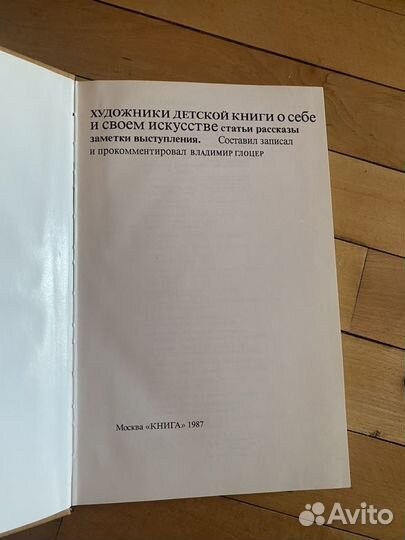 ХУДОЖНИКИ ДЕТСКОЙ КНИГИ О СЕБЕ
И СВОЕМ ИСКУССТВЕ СТАТЬИ РАССКАЗЫ
ЗАМЕТКИ ВЫСТУПЛЕНИЯ. Составил записал
и прокомментировал ВЛАДИМИР ГЛОЦЕР
Москва «КНИГА» 1987
Avito